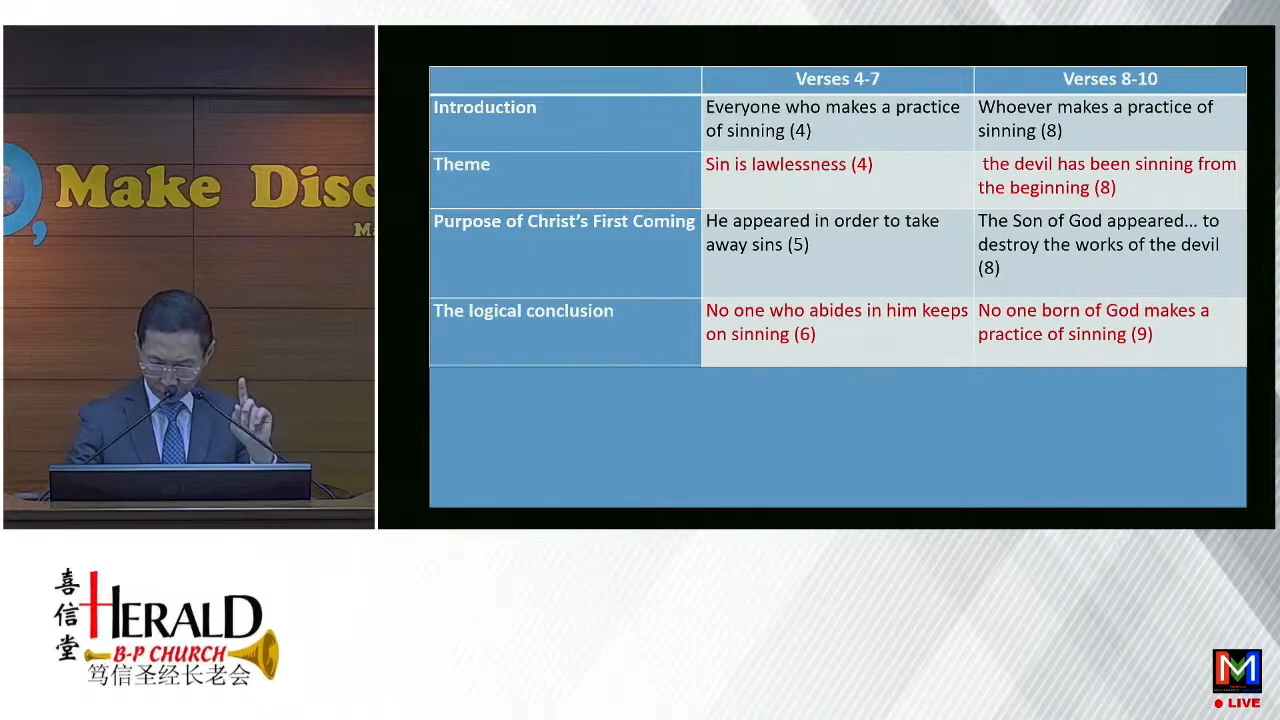 Make Disc
Ma
Verses 4-7
Verses 8-10
Introduction
Everyone who makes a practice
of sinning (4)
Whoever makes a practice of
sinning (8)
Theme
Sin is lawlessness (4)
the devil has been sinning from
the beginning (8)
Purpose of Christ’s First Coming
He appeared in order to take
away sins (5)
The Son of God appeared... to
destroy the works of the devil
(8)
The logical conclusion
No one who abides in him keeps
on sinning (6)
No one born of God makes a
practice of sinning (9)
喜信堂
HERALD
B-P CHURCH
笃信圣经长老会
M
LIVE